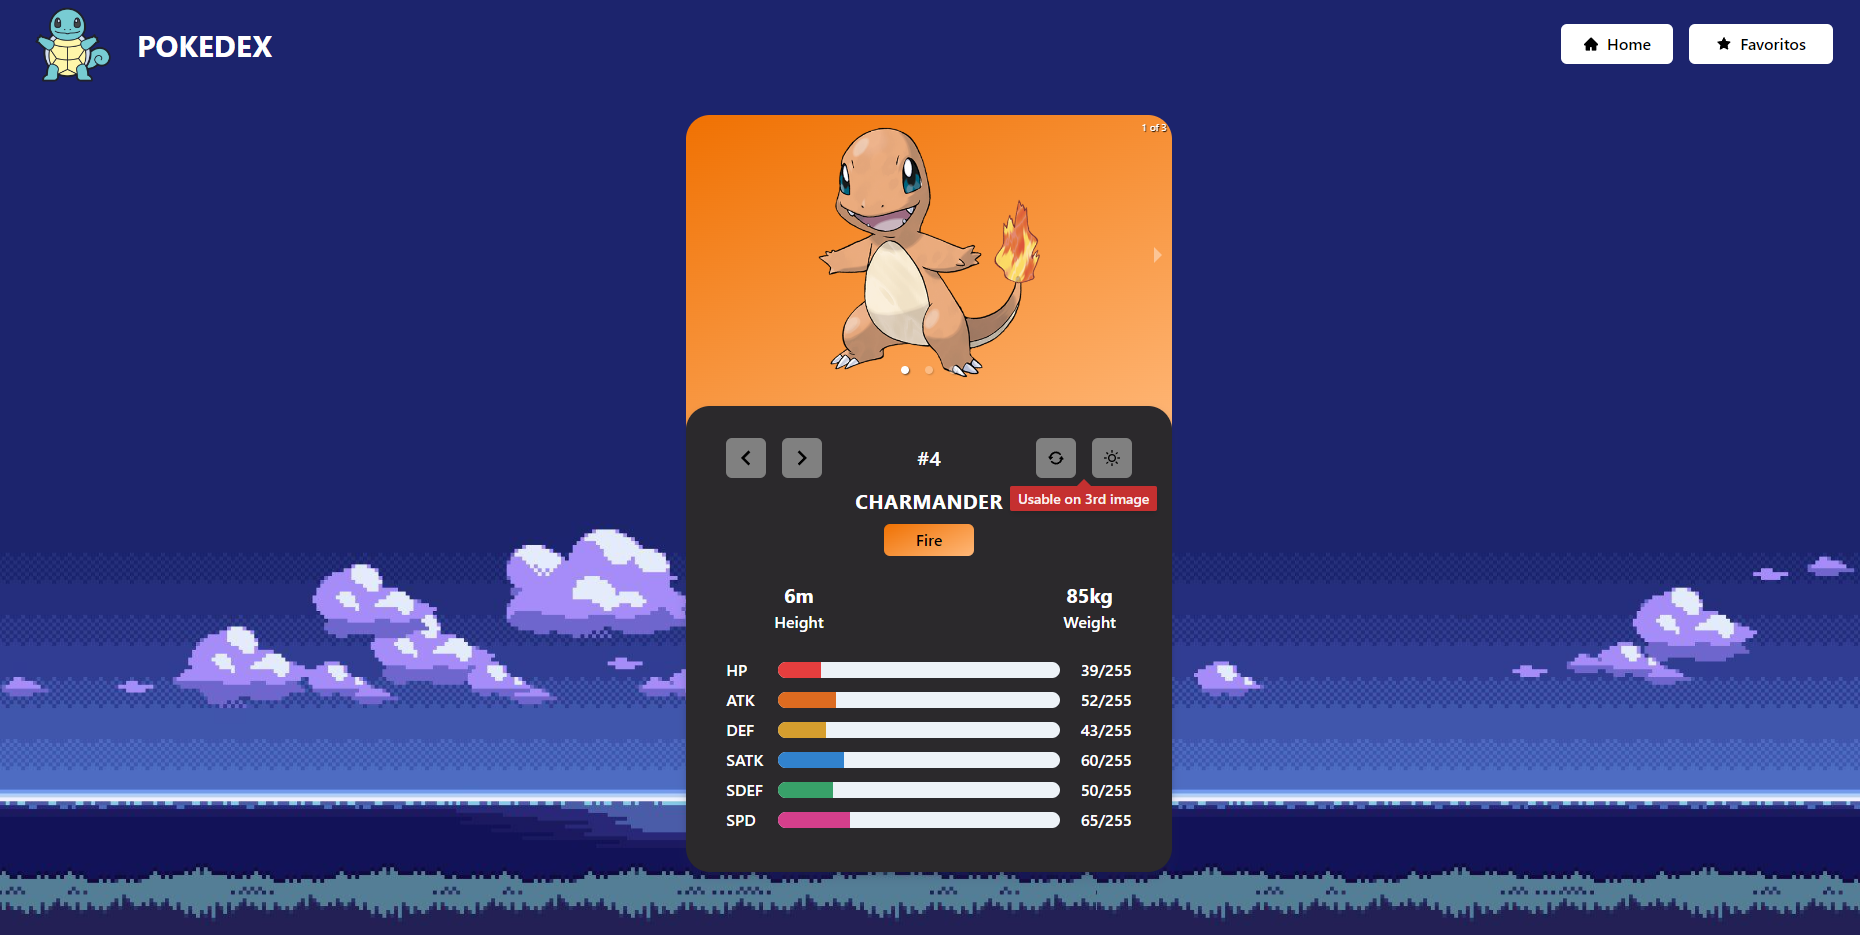 POKEDEX
Home
Favoritos
1 of 3
#4
CHARMANDER
Usable on 3rd image
Fire
6m
Height
85kg
Weight
HP 39/255
ATK 52/255
DEF 43/255
SATK 60/255
SDEF 50/255
SPD 65/255